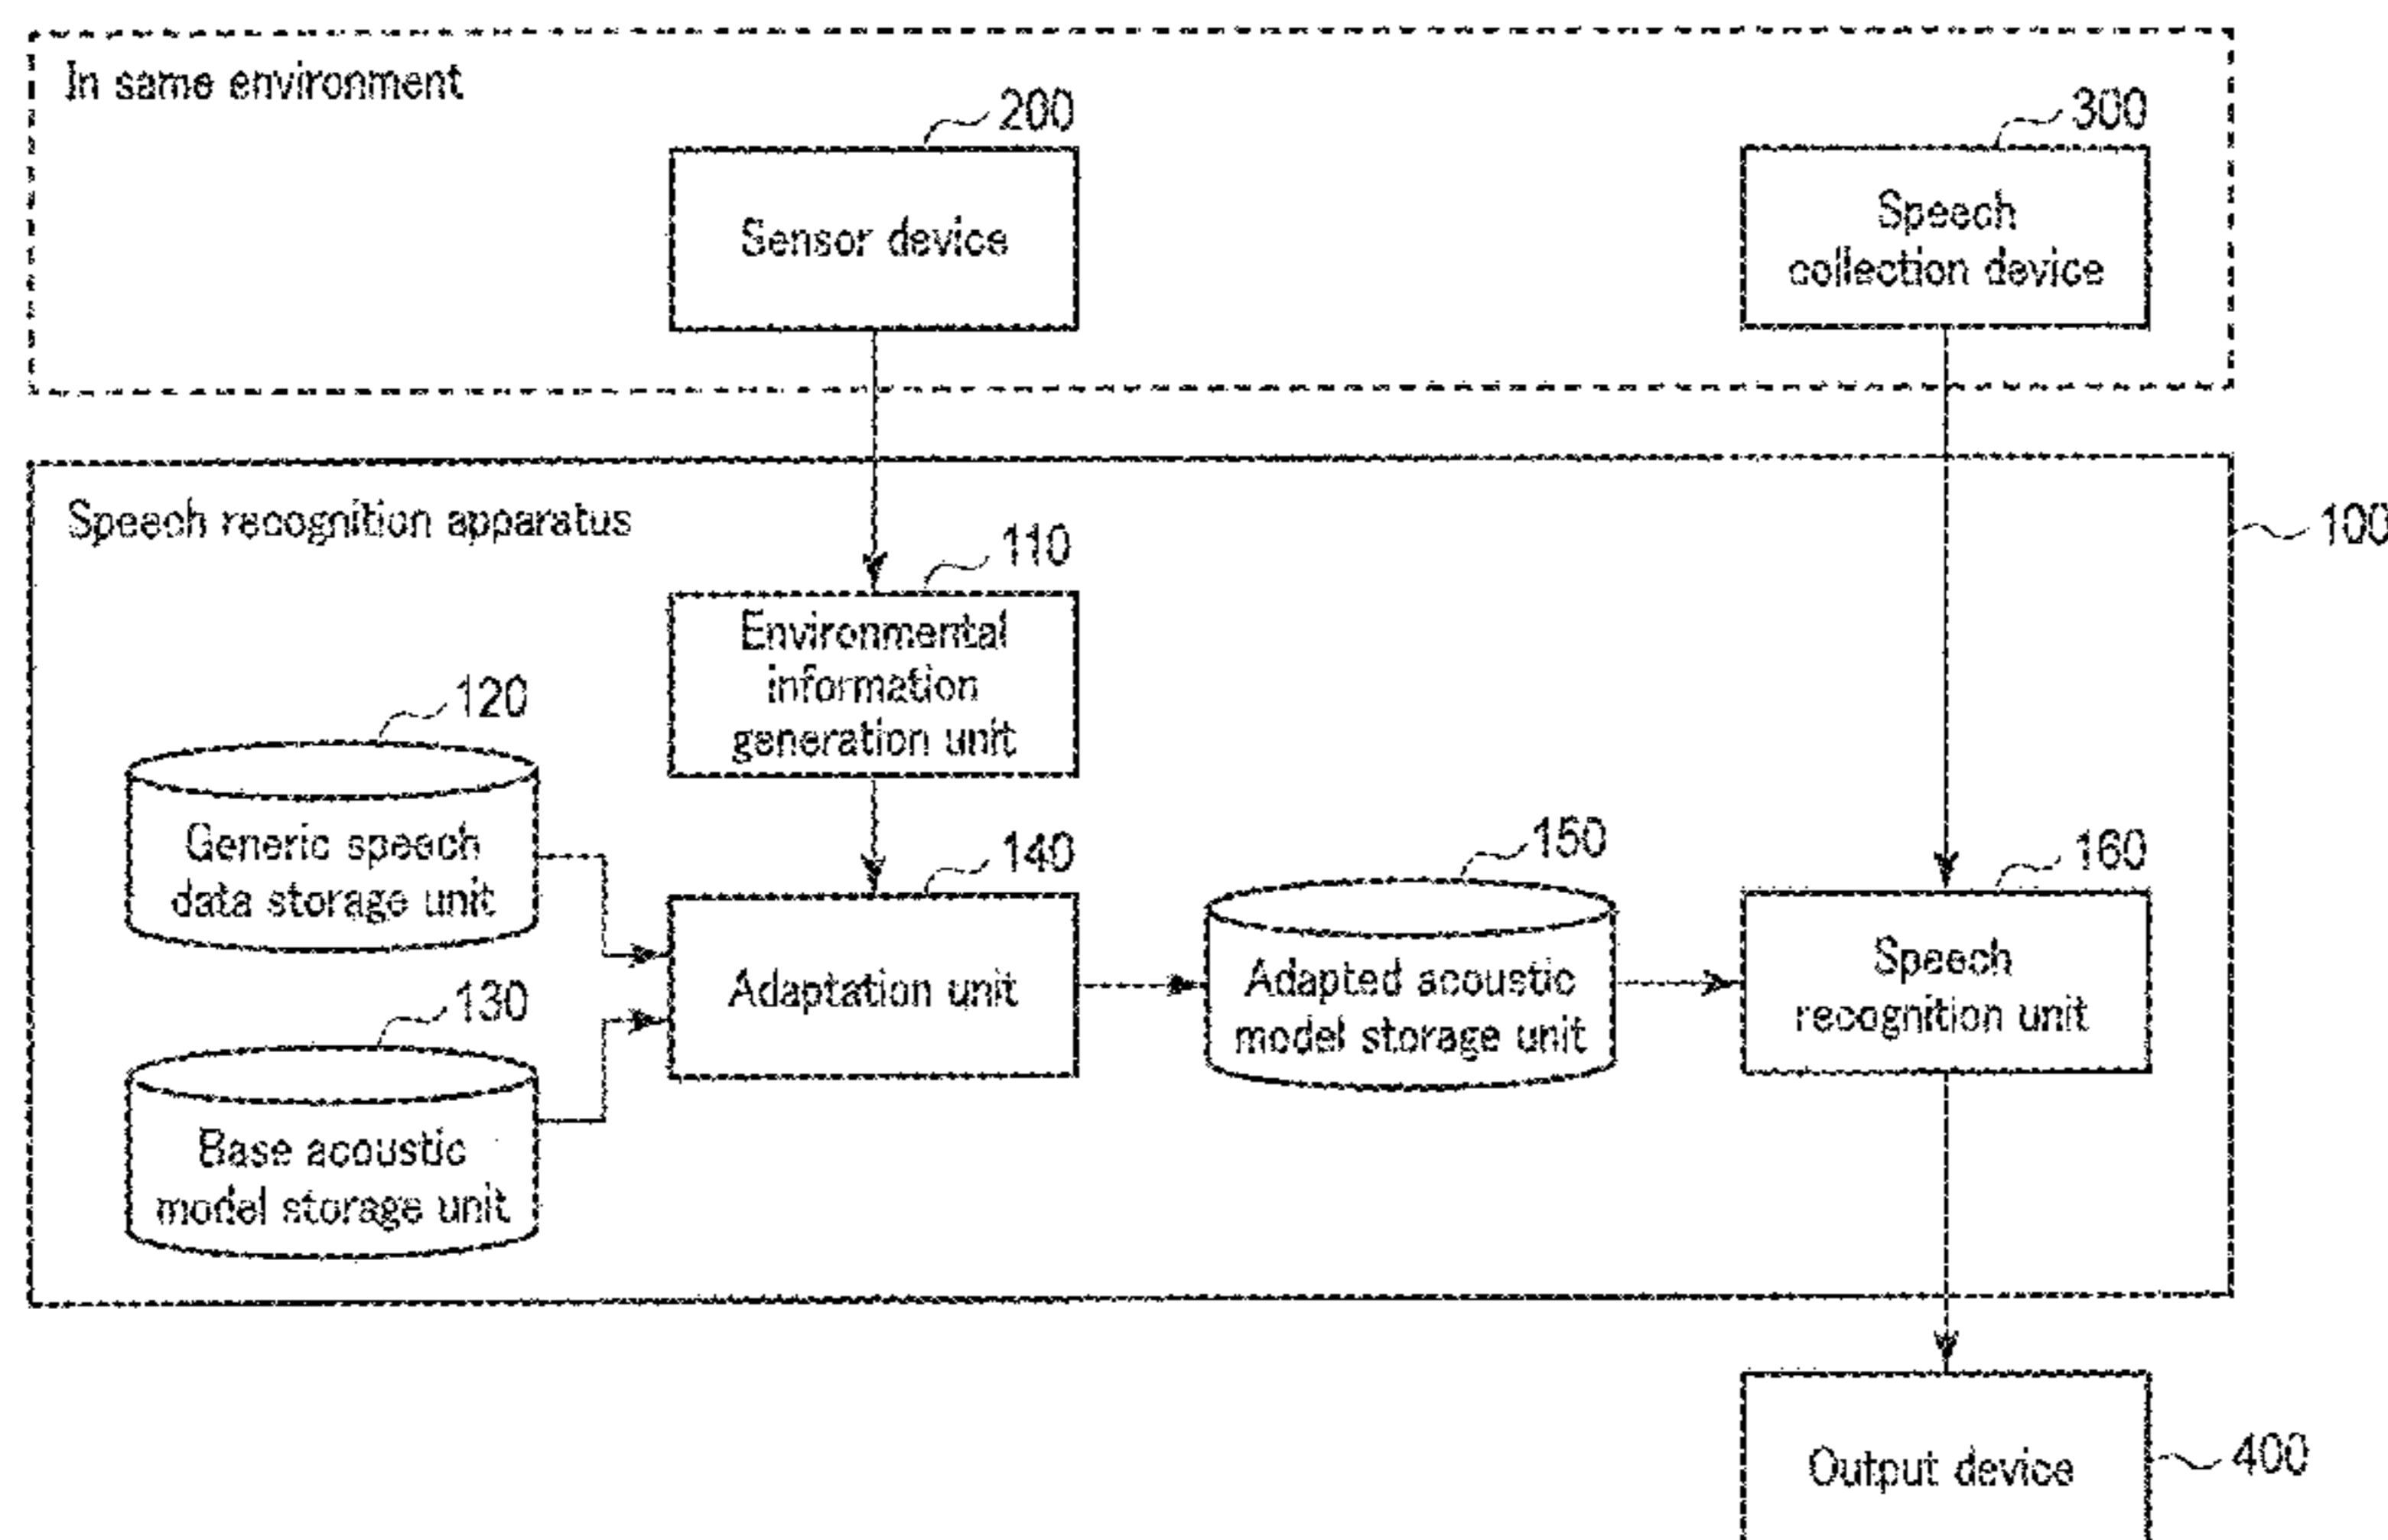 In same environment
200
300
Sensor device
Speech
collection device
Speech recognition apparatus
100
110
Environmental
information
generation unit
120
Generic speech
data storage unit
140
150
160
Adaptation unit
Adapted acoustic
model storage unit
Speech
recognition unit
130
Base acoustic
model storage unit
Output device
400